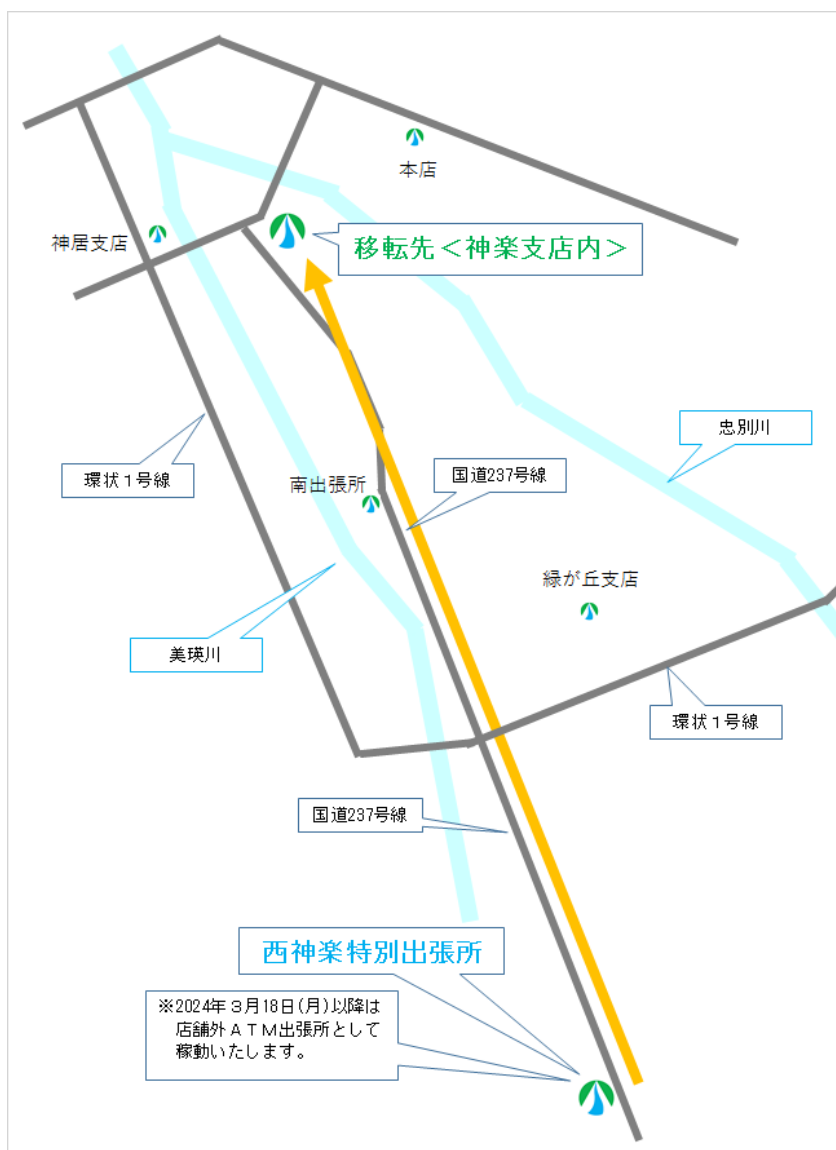 本店
神居支店
移転先＜神楽支店内＞
忠別川
環状１号線
国道237号線
南出張所
緑が丘支店
美瑛川
環状１号線
国道237号線
西神楽特別出張所
※2024年３月18日(月)以降は
店舗外ＡＴＭ出張所として
稼動いたします。